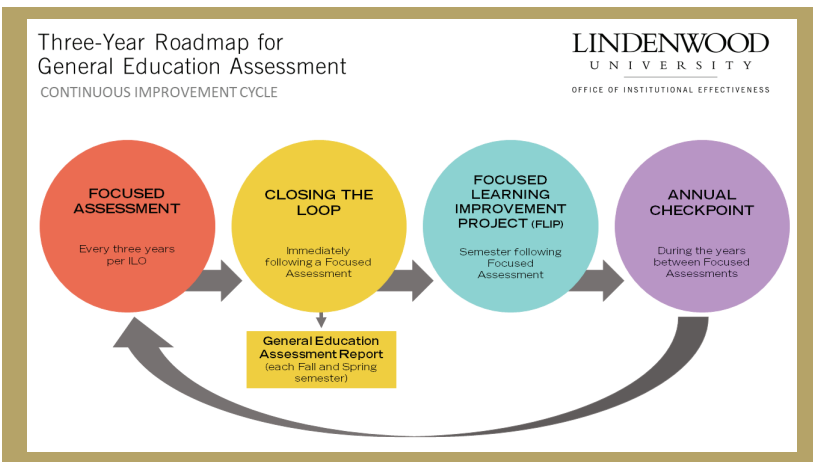 Three-Year Roadmap for
General Education Assessment
CONTINUOUS IMPROVEMENT CYCLE
LINDENWOOD
UNIVERSITY
OFFICE OF INSTITUTIONAL EFFECTIVENESS
FOCUSED
ASSESSMENT
Every three years
per ILO
CLOSING THE
LOOP
Immediately
following a Focused
Assessment
General Education
Assessment Report
(each Fall and Spring
semester)
FOCUSED
LEARNING
IMPROVEMENT
PROJECT (FLIP)
Semester following
Focused
Assessment
ANNUAL
CHECKPOINT
During the years
between Focused
Assessments